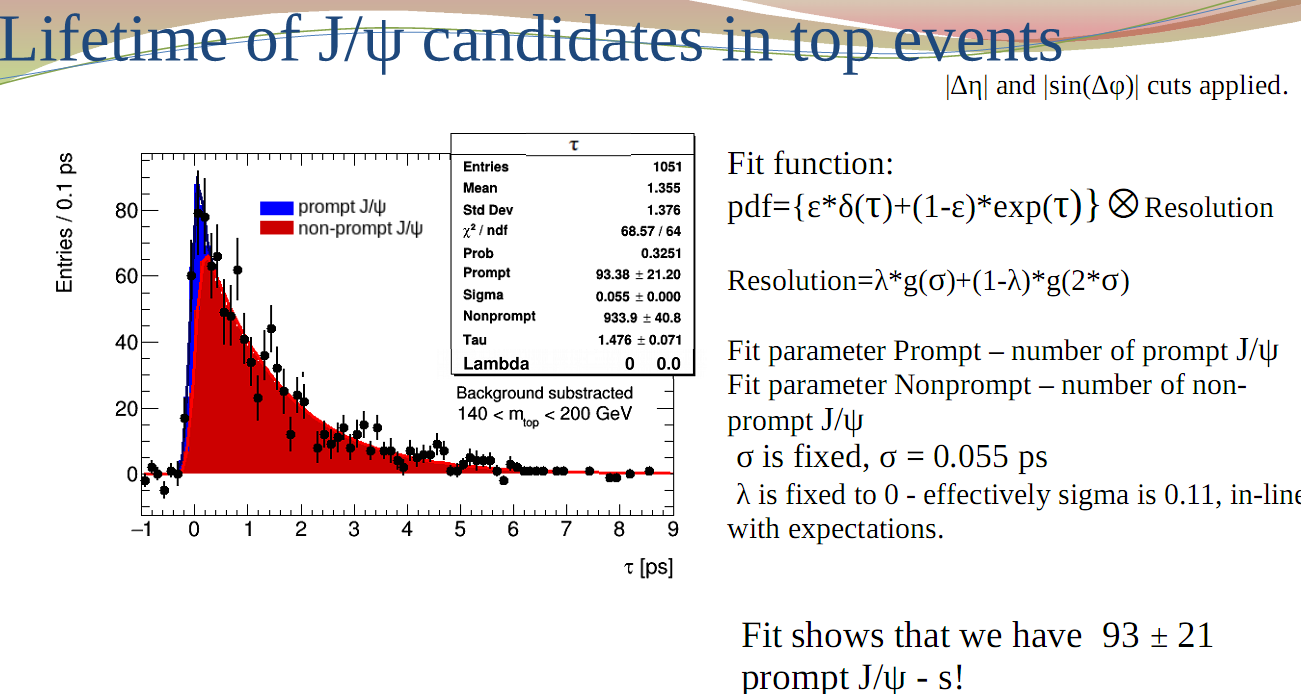 Lifetime of J/ψ candidates in top events
|Δη| and |sin(Δφ)| cuts applied.
Entries / 0.1 ps
80
60
40
20
0
−1 0 1 2 3 4 5 6 7 8 9
τ [ps]
prompt J/ψ
non-prompt J/ψ
τ
Entries 1051
Mean 1.355
Std Dev 1.376
χ² / ndf 68.57 / 64
Prob 0.3251
Prompt 93.38 ± 21.20
Sigma 0.055 ± 0.000
Nonprompt 933.9 ± 40.8
Tau 1.476 ± 0.071
Lambda 0 0.0
Background substracted
140 < m_top < 200 GeV
Fit function:
pdf={ε*δ(τ)+(1-ε)*exp(τ)}⊗Resolution
Resolution=λ*g(σ)+(1-λ)*g(2*σ)
Fit parameter Prompt – number of prompt J/ψ
Fit parameter Nonprompt – number of non-
prompt J/ψ
σ is fixed, σ = 0.055 ps
λ is fixed to 0 - effectively sigma is 0.11, in-line
with expectations.
Fit shows that we have 93 ± 21
prompt J/ψ - s!